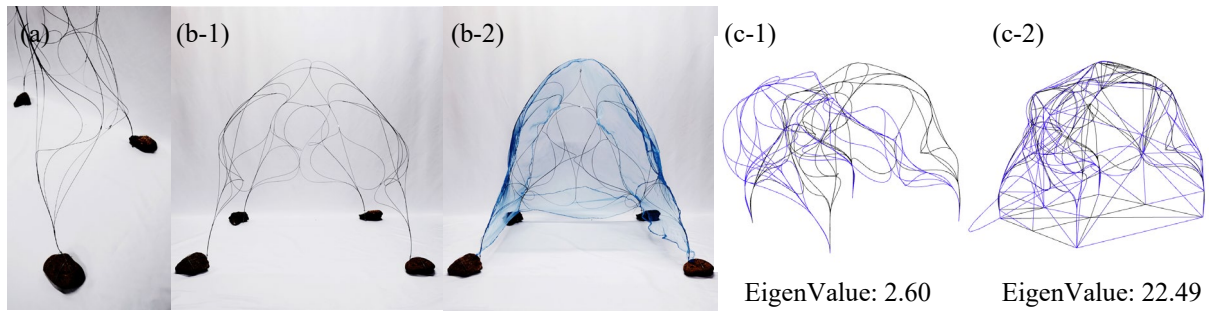 (a)
(b-1)
(b-2)
(c-1)
(c-2)
EigenValue: 2.60
EigenValue: 22.49